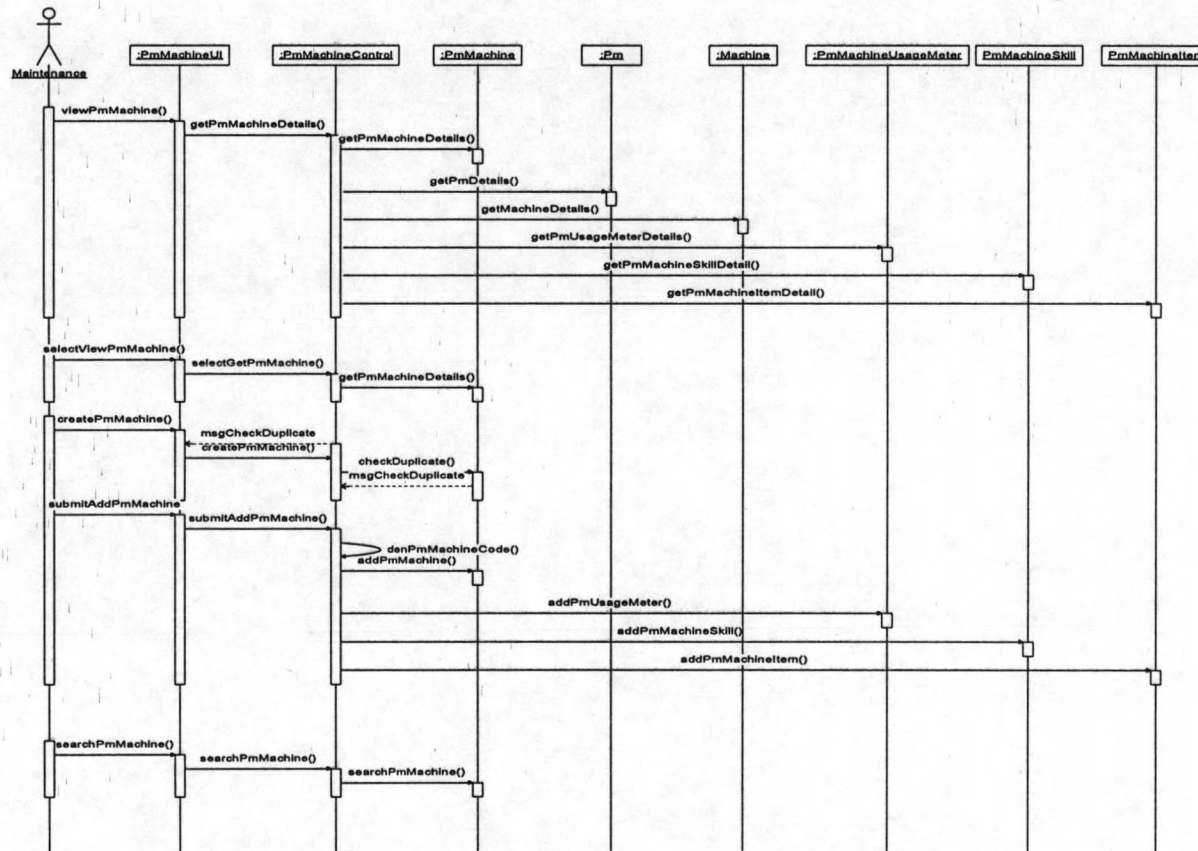 :PmMachineUI
:PmMachineControl
:PmMachine
:Pm
:Machine
:PmMachineUsageMeter
PmMachineSkill
PmMachineItem
Maintenance
viewPmMachine()
getPmMachineDetails()
getPmMachineDetails()
getPmDetails()
getMachineDetails()
getPmUsageMeterDetails()
getPmMachineSkillDetail()
getPmMachineItemDetail()
selectViewPmMachine()
selectGetPmMachine()
getPmMachineDetails()
createPmMachine()
msgCheckDuplicate
createPmMachine()
checkDuplicate()
msgCheckDuplicate
submitAddPmMachine
submitAddPmMachine()
denPmMachineCode()
addPmMachine()
addPmUsageMeter()
addPmMachineSkill()
addPmMachineItem()
searchPmMachine()
searchPmMachine()
searchPmMachine()